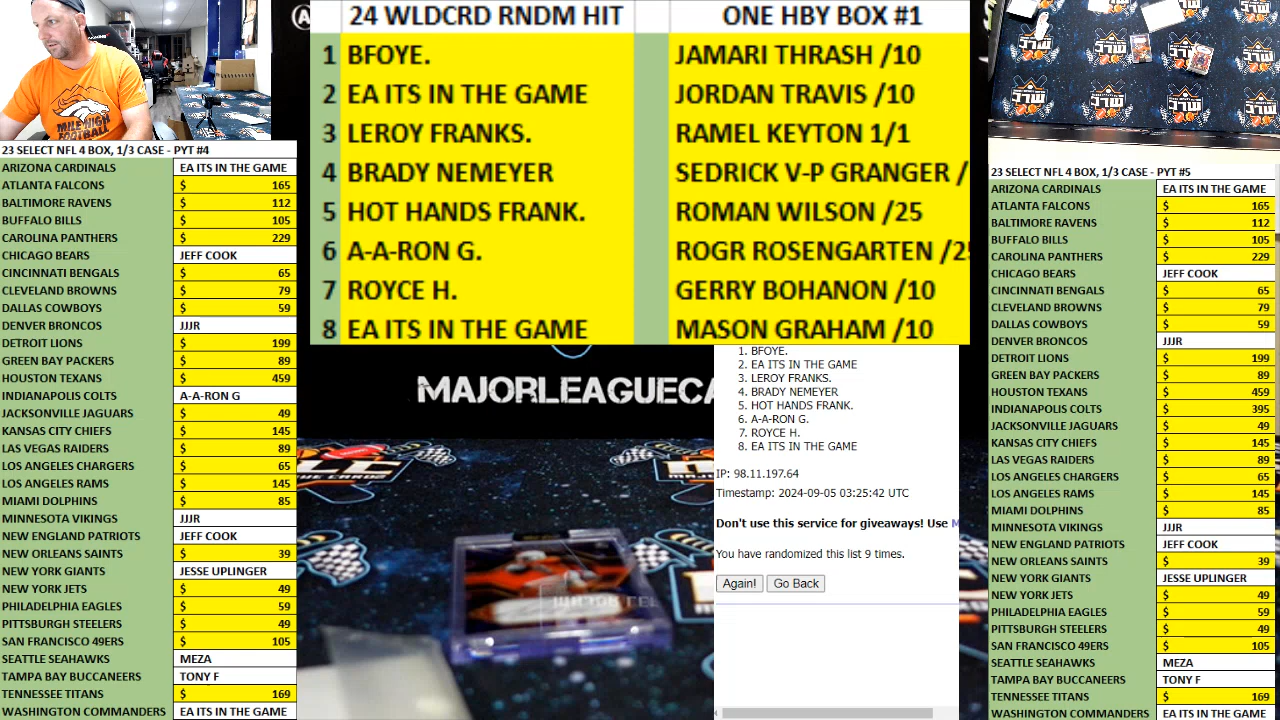 24 WLDCRD RNDM HIT ONE HBY BOX #1
1 BFOYE. JAMARI THRASH /10
2 EA ITS IN THE GAME JORDAN TRAVIS /10
3 LEROY FRANKS. RAMEL KEYTON 1/1
4 BRADY NEMEYER SEDRICK V-P GRANGER /
5 HOT HANDS FRANK. ROMAN WILSON /25
6 A-A-RON G. ROGR ROSENGARTEN /25
7 ROYCE H. GERRY BOHANON /10
8 EA ITS IN THE GAME MASON GRAHAM /10
23 SELECT NFL 4 BOX, 1/3 CASE - PYT #4
ARIZONA CARDINALS EA ITS IN THE GAME
ATLANTA FALCONS $ 165
BALTIMORE RAVENS $ 112
BUFFALO BILLS $ 105
CAROLINA PANTHERS $ 229
CHICAGO BEARS JEFF COOK
CINCINNATI BENGALS $ 65
CLEVELAND BROWNS $ 79
DALLAS COWBOYS $ 59
DENVER BRONCOS JJJR
DETROIT LIONS $ 199
GREEN BAY PACKERS $ 89
HOUSTON TEXANS $ 459
INDIANAPOLIS COLTS A-A-RON G
JACKSONVILLE JAGUARS $ 49
KANSAS CITY CHIEFS $ 145
LAS VEGAS RAIDERS $ 89
LOS ANGELES CHARGERS $ 65
LOS ANGELES RAMS $ 145
MIAMI DOLPHINS $ 85
MINNESOTA VIKINGS JJJR
NEW ENGLAND PATRIOTS JEFF COOK
NEW ORLEANS SAINTS $ 39
NEW YORK GIANTS JESSE UPLINGER
NEW YORK JETS $ 49
PHILADELPHIA EAGLES $ 59
PITTSBURGH STEELERS $ 49
SAN FRANCISCO 49ERS $ 105
SEATTLE SEAHAWKS MEZA
TAMPA BAY BUCCANEERS TONY F
TENNESSEE TITANS $ 169
WASHINGTON COMMANDERS EA ITS IN THE GAME
MAJORLEAGUECA
1. BFOYE.
2. EA ITS IN THE GAME
3. LEROY FRANKS.
4. BRADY NEMEYER
5. HOT HANDS FRANK.
6. A-A-RON G.
7. ROYCE H.
8. EA ITS IN THE GAME
IP: 98.11.197.64
Timestamp: 2024-09-05 03:25:42 UTC
Don't use this service for giveaways! Use M
You have randomized this list 9 times.
Again! Go Back
23 SELECT NFL 4 BOX, 1/3 CASE - PYT #5
ARIZONA CARDINALS EA ITS IN THE GAME
ATLANTA FALCONS $ 165
BALTIMORE RAVENS $ 112
BUFFALO BILLS $ 105
CAROLINA PANTHERS $ 229
CHICAGO BEARS JEFF COOK
CINCINNATI BENGALS $ 65
CLEVELAND BROWNS $ 79
DALLAS COWBOYS $ 59
DENVER BRONCOS JJJR
DETROIT LIONS $ 199
GREEN BAY PACKERS $ 89
HOUSTON TEXANS $ 459
INDIANAPOLIS COLTS $ 395
JACKSONVILLE JAGUARS $ 49
KANSAS CITY CHIEFS $ 145
LAS VEGAS RAIDERS $ 89
LOS ANGELES CHARGERS $ 65
LOS ANGELES RAMS $ 145
MIAMI DOLPHINS $ 85
MINNESOTA VIKINGS JJJR
NEW ENGLAND PATRIOTS JEFF COOK
NEW ORLEANS SAINTS $ 39
NEW YORK GIANTS JESSE UPLINGER
NEW YORK JETS $ 49
PHILADELPHIA EAGLES $ 59
PITTSBURGH STEELERS $ 49
SAN FRANCISCO 49ERS $ 105
SEATTLE SEAHAWKS MEZA
TAMPA BAY BUCCANEERS TONY F
TENNESSEE TITANS $ 169
WASHINGTON COMMANDERS EA ITS IN THE GAME
MILE HIGH
FOOTBALL